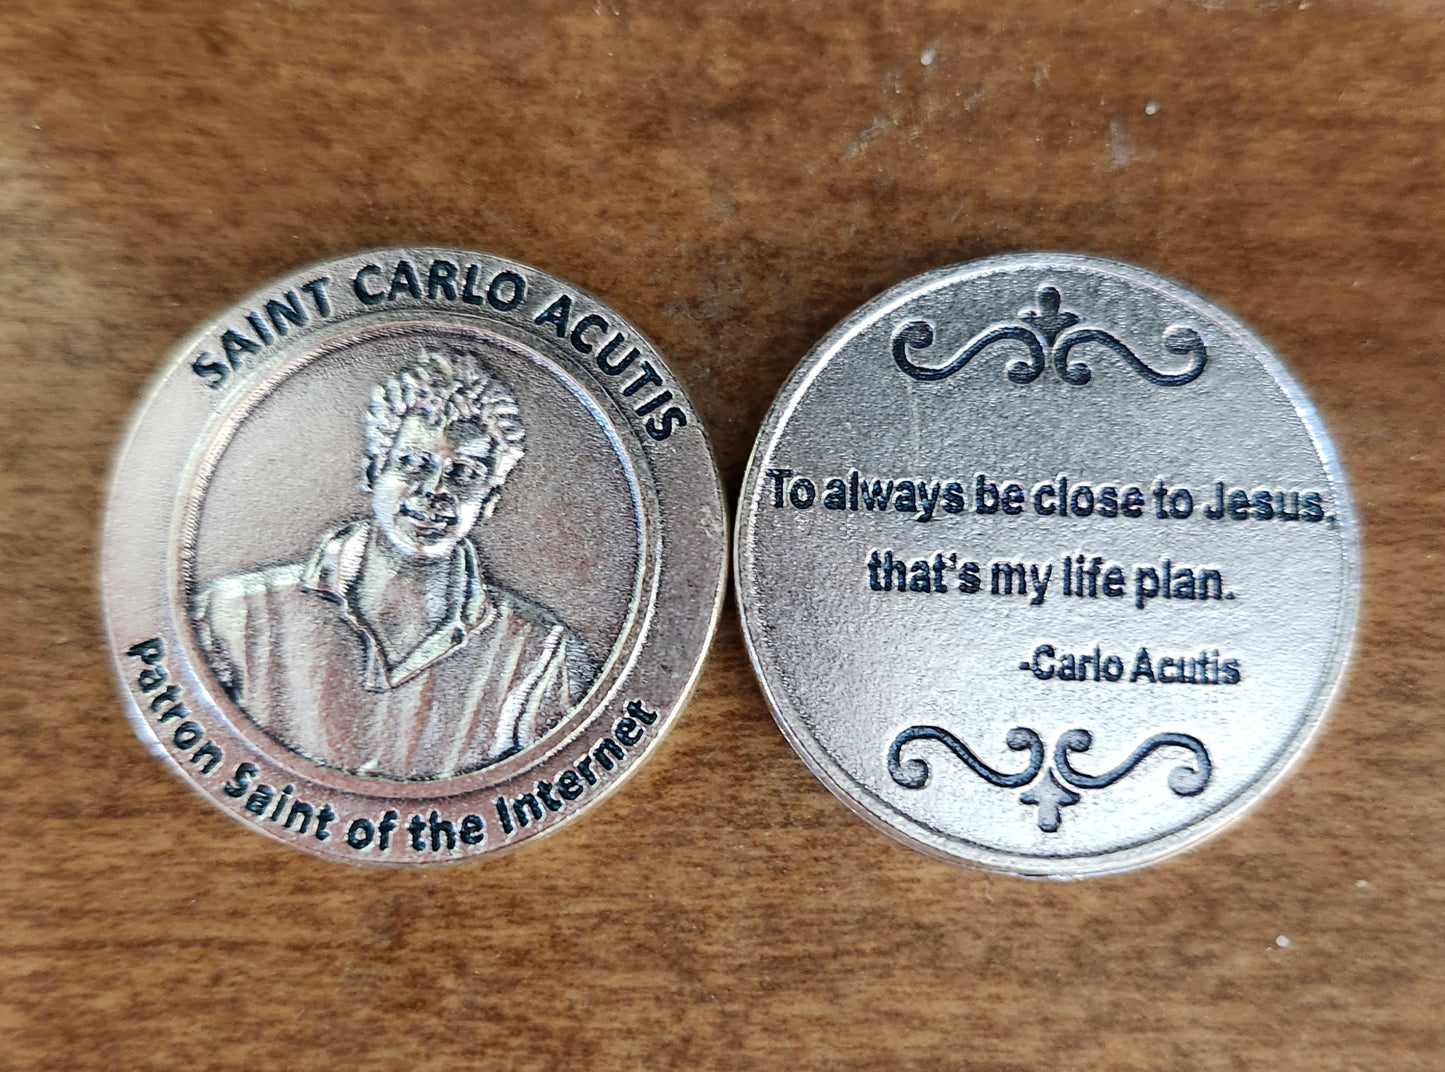 SAINT CARLO ACUTIS
Patron Saint of the Internet
To always be close to Jesus,
that's my life plan.
-Carlo Acutis